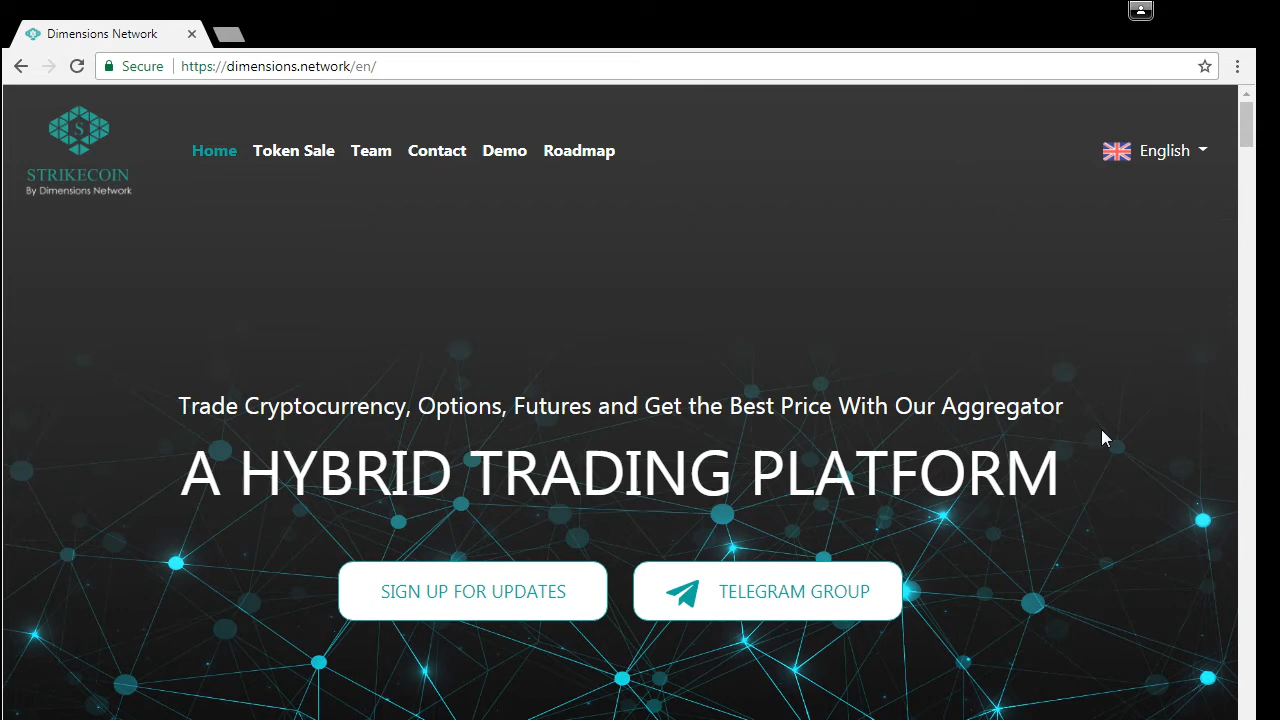 Dimensions Network
Secure https://dimensions.network/en/
S
STRIKECOIN
By Dimensions Network
Home Token Sale Team Contact Demo Roadmap
English
Trade Cryptocurrency, Options, Futures and Get the Best Price With Our Aggregator
A HYBRID TRADING PLATFORM
SIGN UP FOR UPDATES
TELEGRAM GROUP